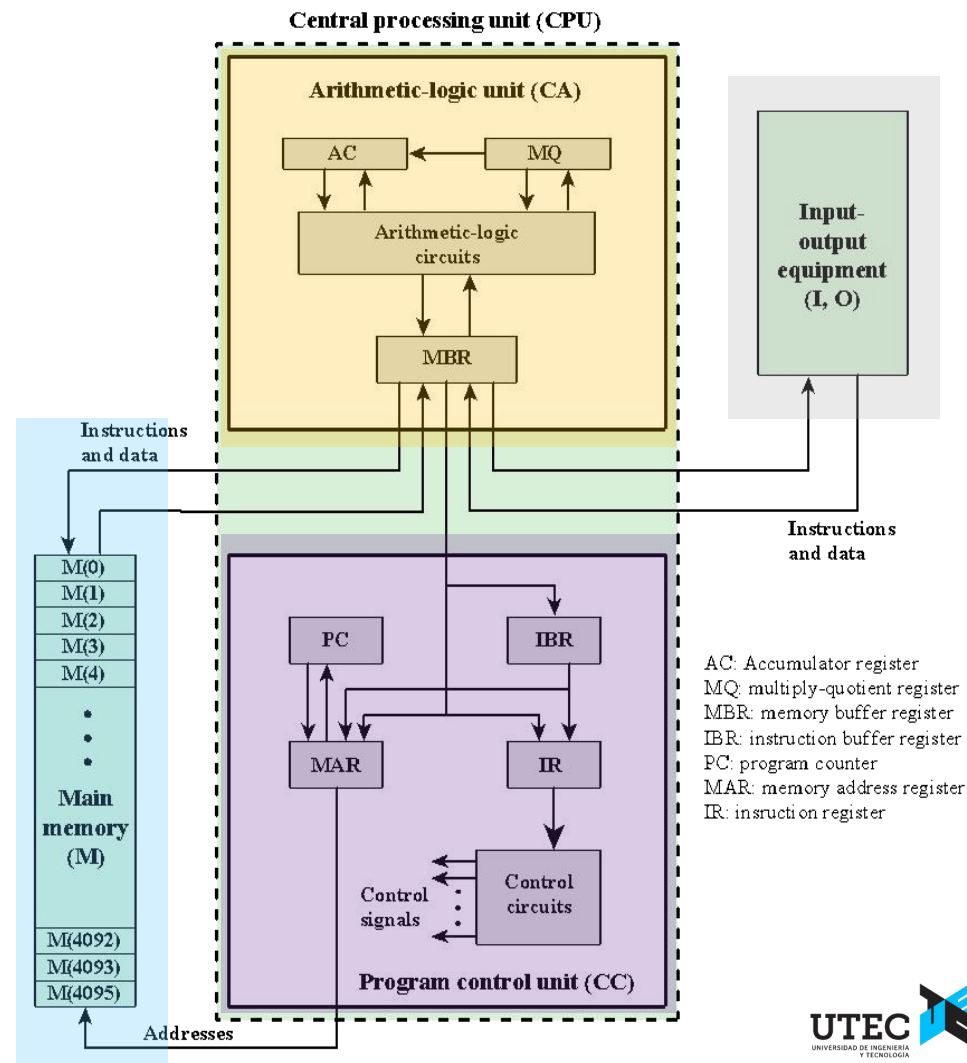 Central processing unit (CPU)
Arithmetic-logic unit (CA)
AC
MQ
Arithmetic-logic
circuits
MBR
Input-
output
equipment
(I, O)
Instructions
and data
Instructions
and data
M(0)
M(1)
M(2)
M(3)
M(4)
Main
memory
(M)
M(4092)
M(4093)
M(4095)
PC
IBR
MAR
IR
Control
circuits
Control
signals
Program control unit (CC)
Addresses
AC: Accumulator register
MQ: multiply-quotient register
MBR: memory buffer register
IBR: instruction buffer register
PC: program counter
MAR: memory address register
IR: insruction register
UTEC
UNIVERSIDAD DE INGENIERÍA
Y TECNOLOGÍA